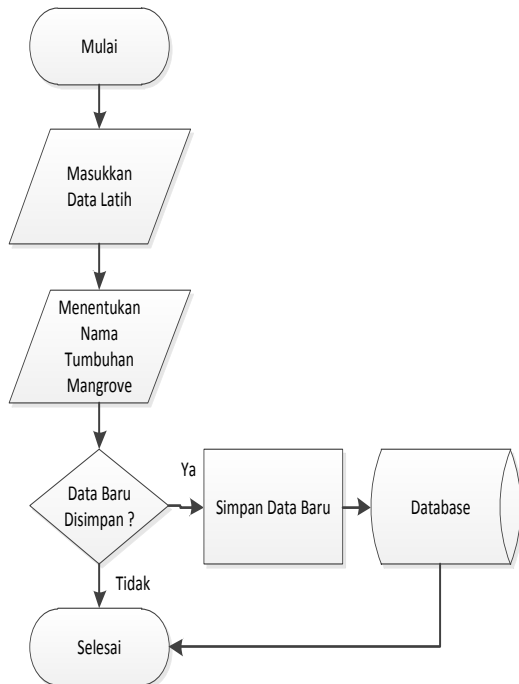 Mulai
Masukkan
Data Latih
Menentukan
Nama
Tumbuhan
Mangrove
Data Baru
Disimpan ?
Ya
Simpan Data Baru
Database
Tidak
Selesai